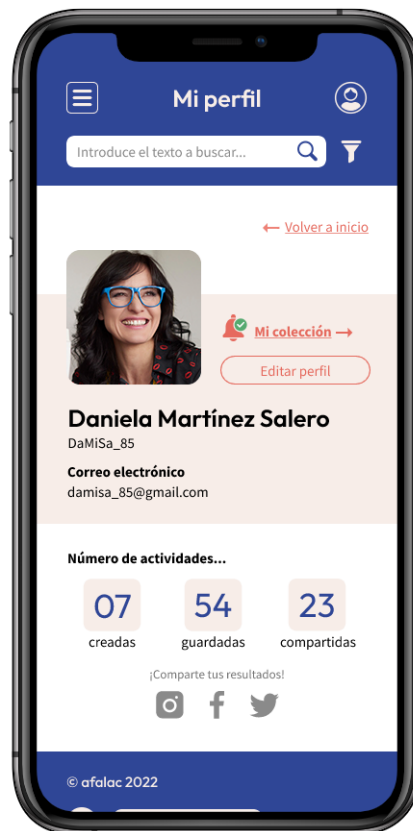 Mi perfil
Introduce el texto a buscar...
← Volver a inicio
Mi colección →
Editar perfil
Daniela Martínez Salero
DaMiSa_85
Correo electrónico
damisa_85@gmail.com
Número de actividades...
07 54 23
creadas guardadas compartidas
¡Comparte tus resultados!
© afalac 2022